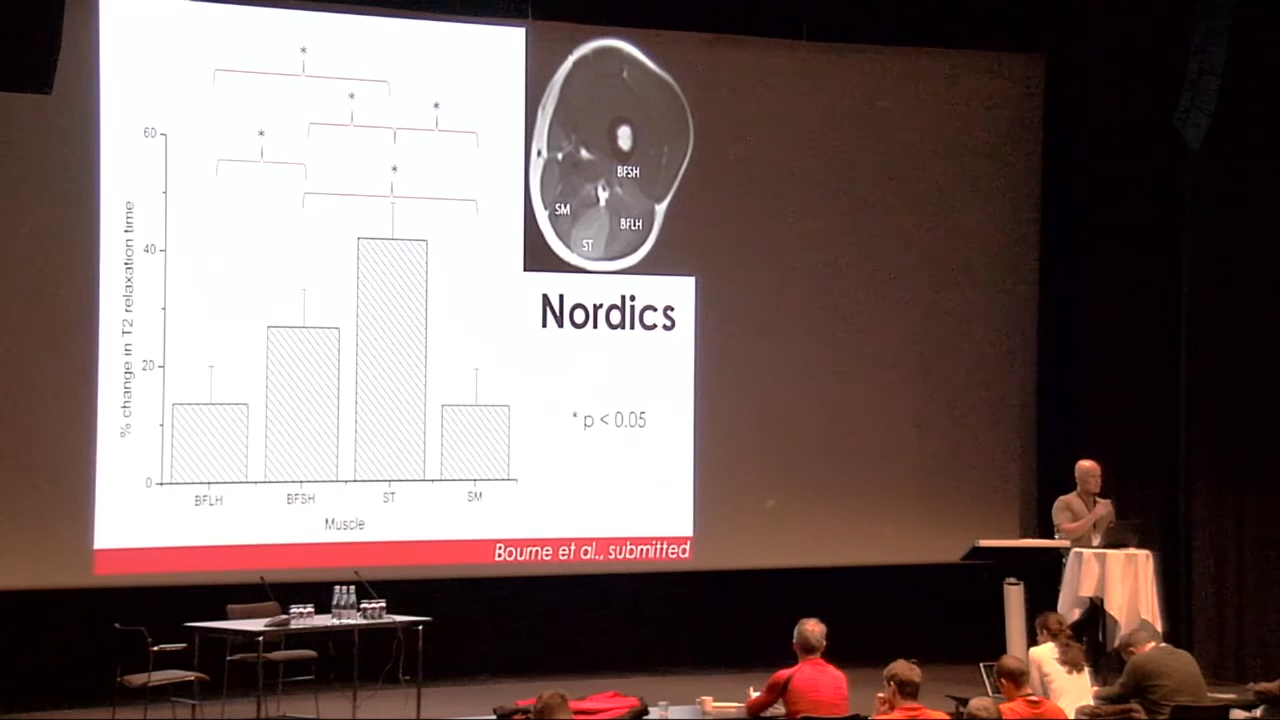 *
*
*
*
*
60
40
20
0
% change in T2 relaxation time
BFLH
BFSH
ST
SM
Muscle
BFSH
SM
BFLH
ST
Nordics
* p < 0.05
Bourne et al., submitted